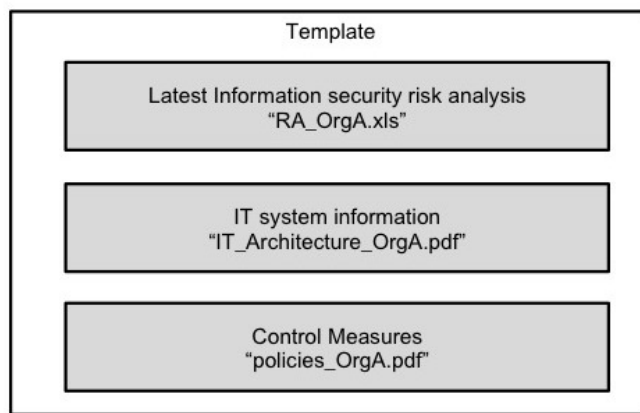 Template
Latest Information security risk analysis
“RA_OrgA.xls”
IT system information
“IT_Architecture_OrgA.pdf”
Control Measures
“policies_OrgA.pdf”